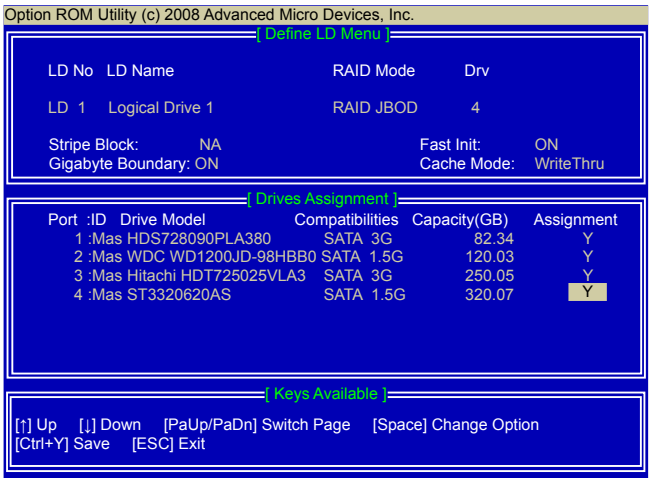 Option ROM Utility (c) 2008 Advanced Micro Devices, Inc.
[ Define LD Menu ]
LD No LD Name RAID Mode Drv
LD 1 Logical Drive 1 RAID JBOD 4
Stripe Block: NA Fast Init: ON
Gigabyte Boundary: ON Cache Mode: WriteThru
[ Drives Assignment ]
Port :ID Drive Model Compatibilities Capacity(GB) Assignment
1 :Mas HDS728090PLA380 SATA 3G 82.34 Y
2 :Mas WDC WD1200JD-98HBB0 SATA 1.5G 120.03 Y
3 :Mas Hitachi HDT725025VLA3 SATA 3G 250.05 Y
4 :Mas ST3320620AS SATA 1.5G 320.07 Y
[ Keys Available ]
[↑] Up [↓] Down [PaUp/PaDn] Switch Page [Space] Change Option
[Ctrl+Y] Save [ESC] Exit